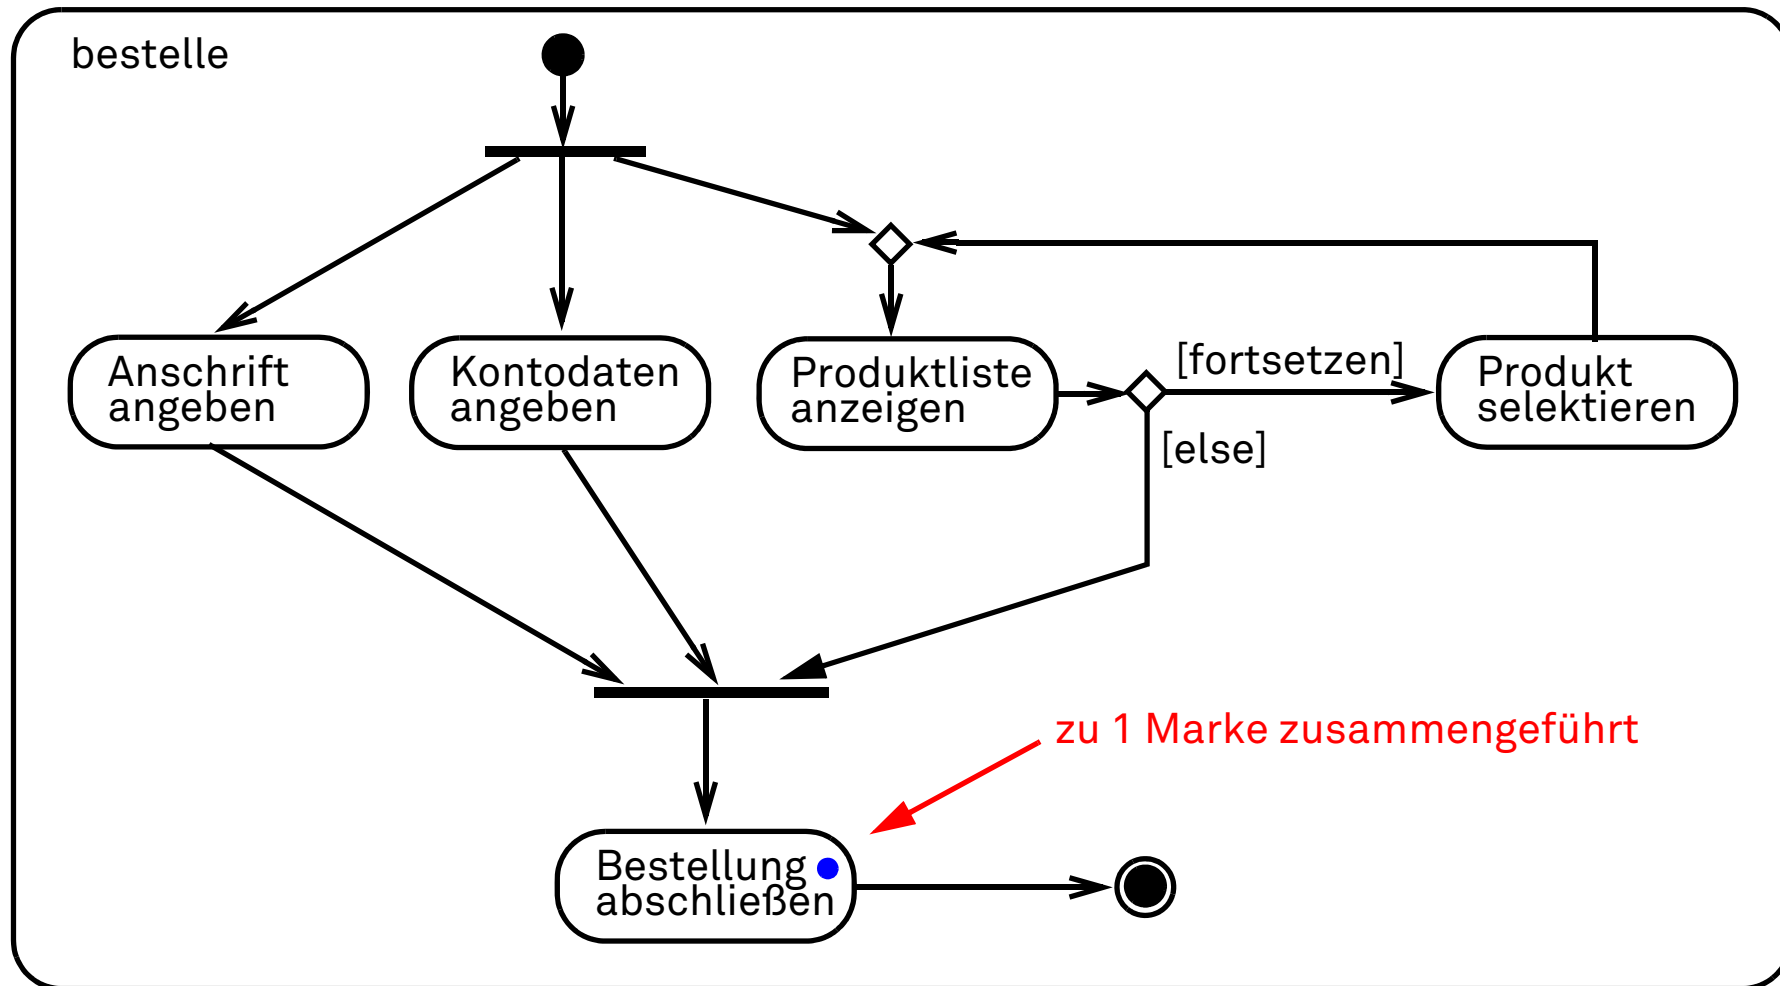 bestelle
Anschrift
angeben
Kontodaten
angeben
Produktliste
anzeigen
[fortsetzen]
[else]
Produkt
selektieren
zu 1 Marke zusammengeführt
Bestellung
abschließen